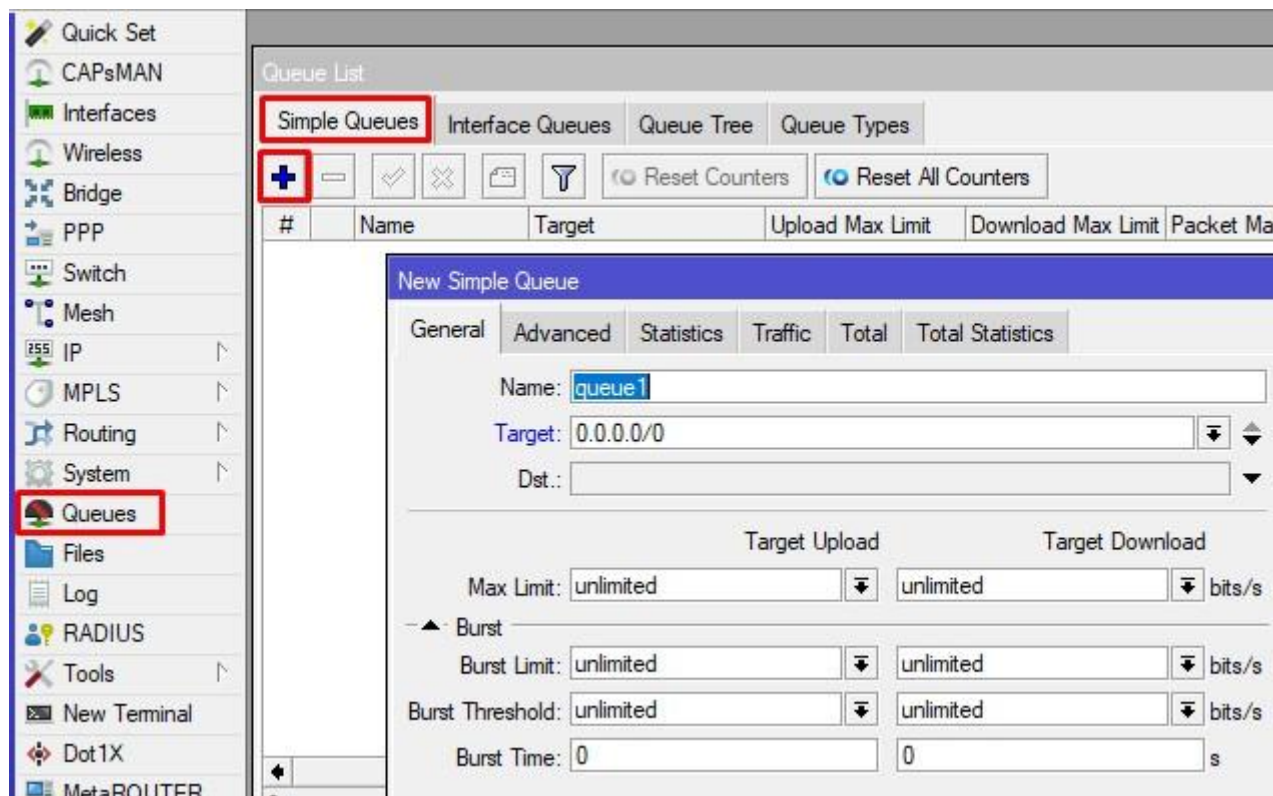 Quick Set
CAPsMAN
Interfaces
Wireless
Bridge
PPP
Switch
Mesh
255 IP
MPLS
Routing
System
Queues
Files
Log
RADIUS
Tools
New Terminal
Dot1X
MetaROUTER
Queue List
Simple Queues Interface Queues Queue Tree Queue Types
Reset Counters Reset All Counters
# Name Target Upload Max Limit Download Max Limit Packet Ma
New Simple Queue
General Advanced Statistics Traffic Total Total Statistics
Name: queue1
Target: 0.0.0.0/0
Dst.:
Target Upload Target Download
Max Limit: unlimited unlimited bits/s
Burst
Burst Limit: unlimited unlimited bits/s
Burst Threshold: unlimited unlimited bits/s
Burst Time: 0 0 s